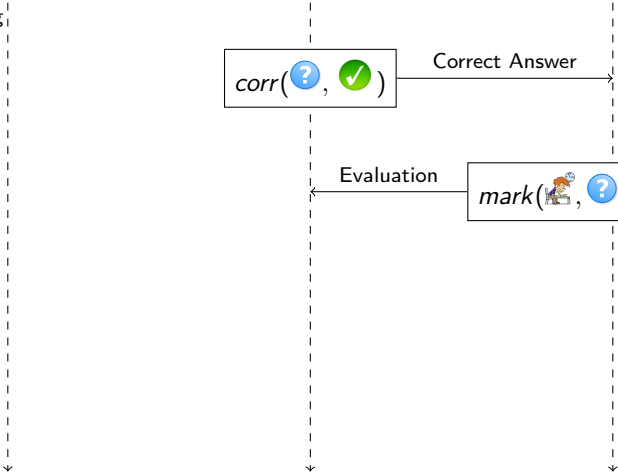 g
corr(?, ✓)
Correct Answer
Evaluation
mark(, ?